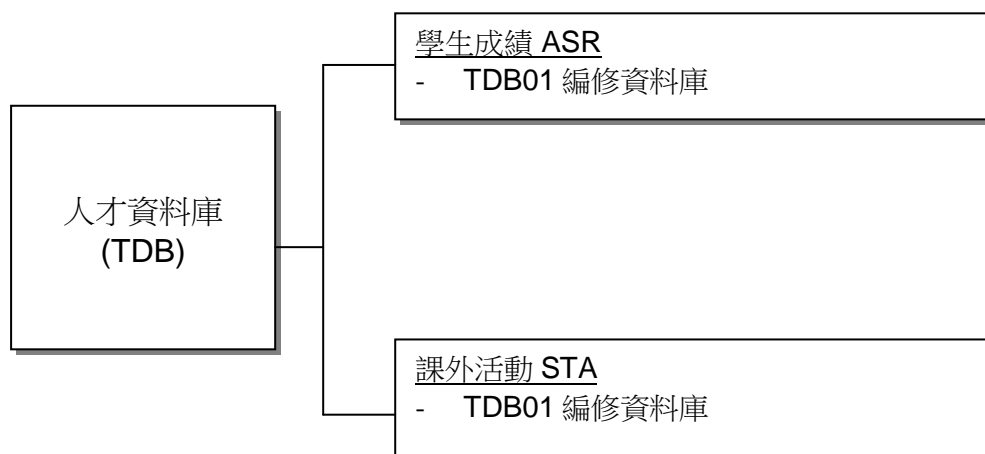 學生成績 ASR
- TDB01 編修資料庫
人才資料庫
(TDB)
課外活動 STA
- TDB01 編修資料庫